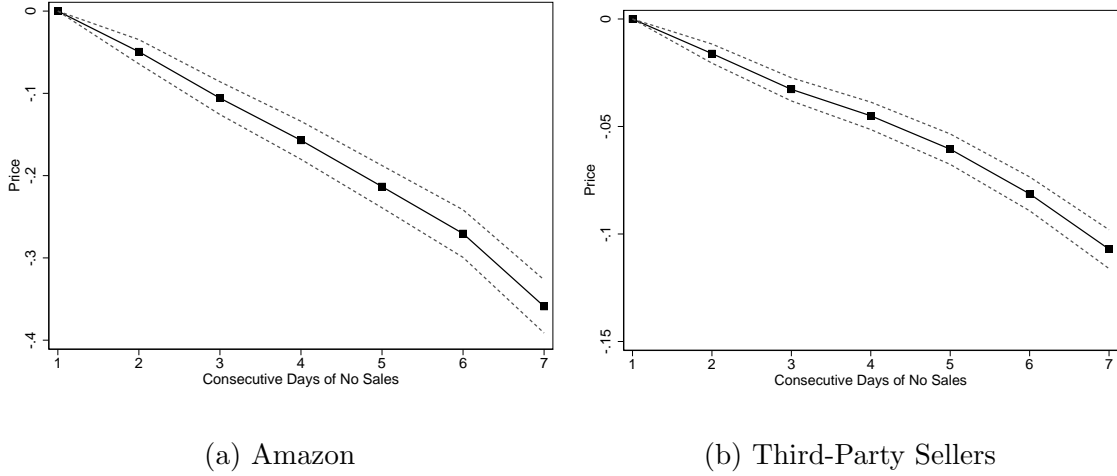 0
-.1
-.2
-.3
-.4
Price
1 2 3 4 5 6 7
Consecutive Days of No Sales
(a) Amazon
0
-.05
-.1
-.15
Price
1 2 3 4 5 6 7
Consecutive Days of No Sales
(b) Third-Party Sellers